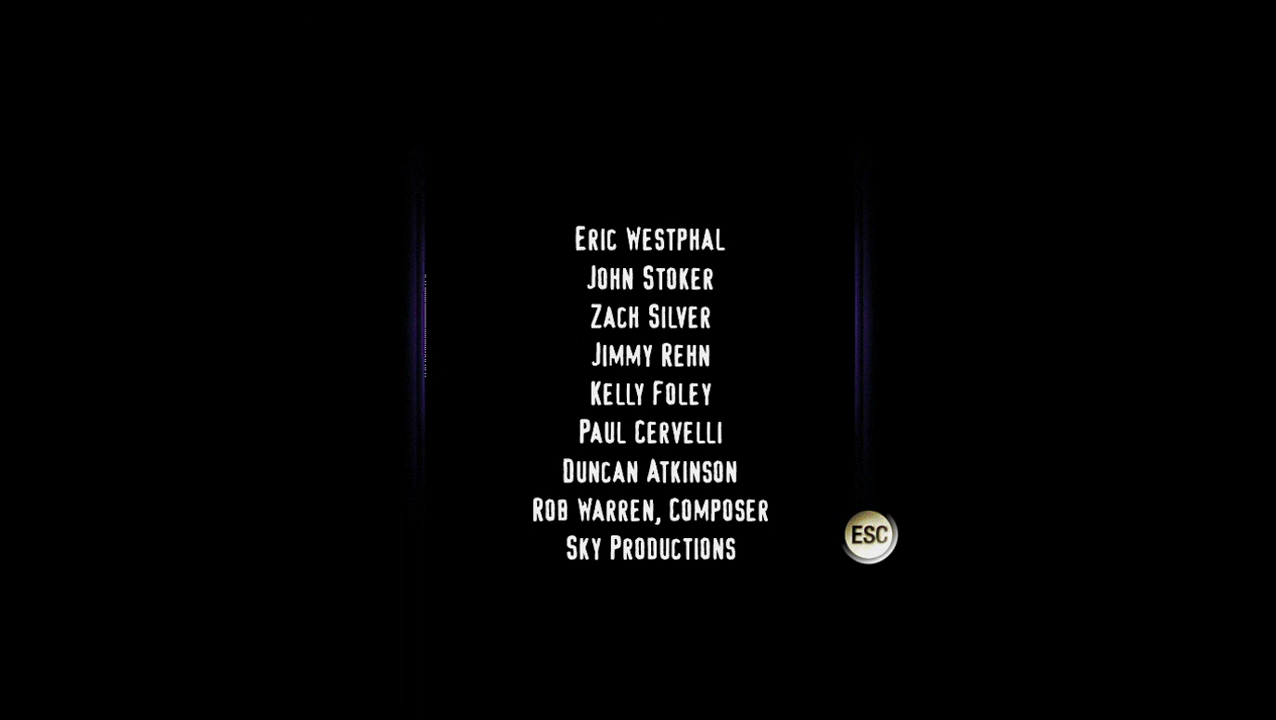 Eric Westphal
John Stoker
Zach Silver
Jimmy Rehn
Kelly Foley
Paul Cervelli
Duncan Atkinson
Rob Warren, Composer
Sky Productions
ESC